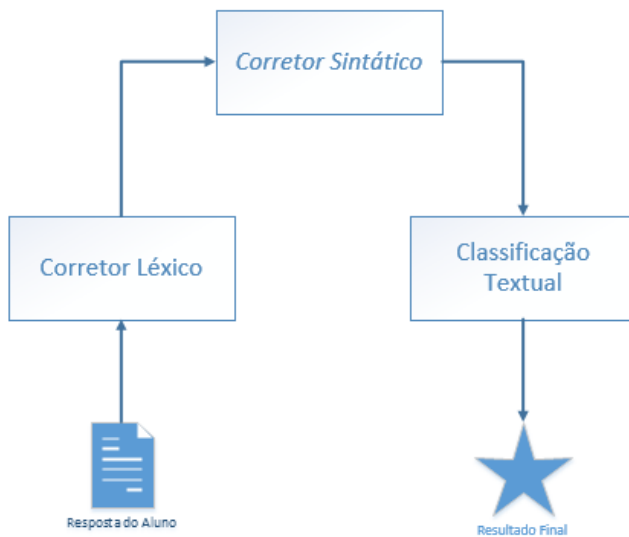 Corretor Sintático
Corretor Léxico
Classificação
Textual
Resposta do Aluno
Resultado Final